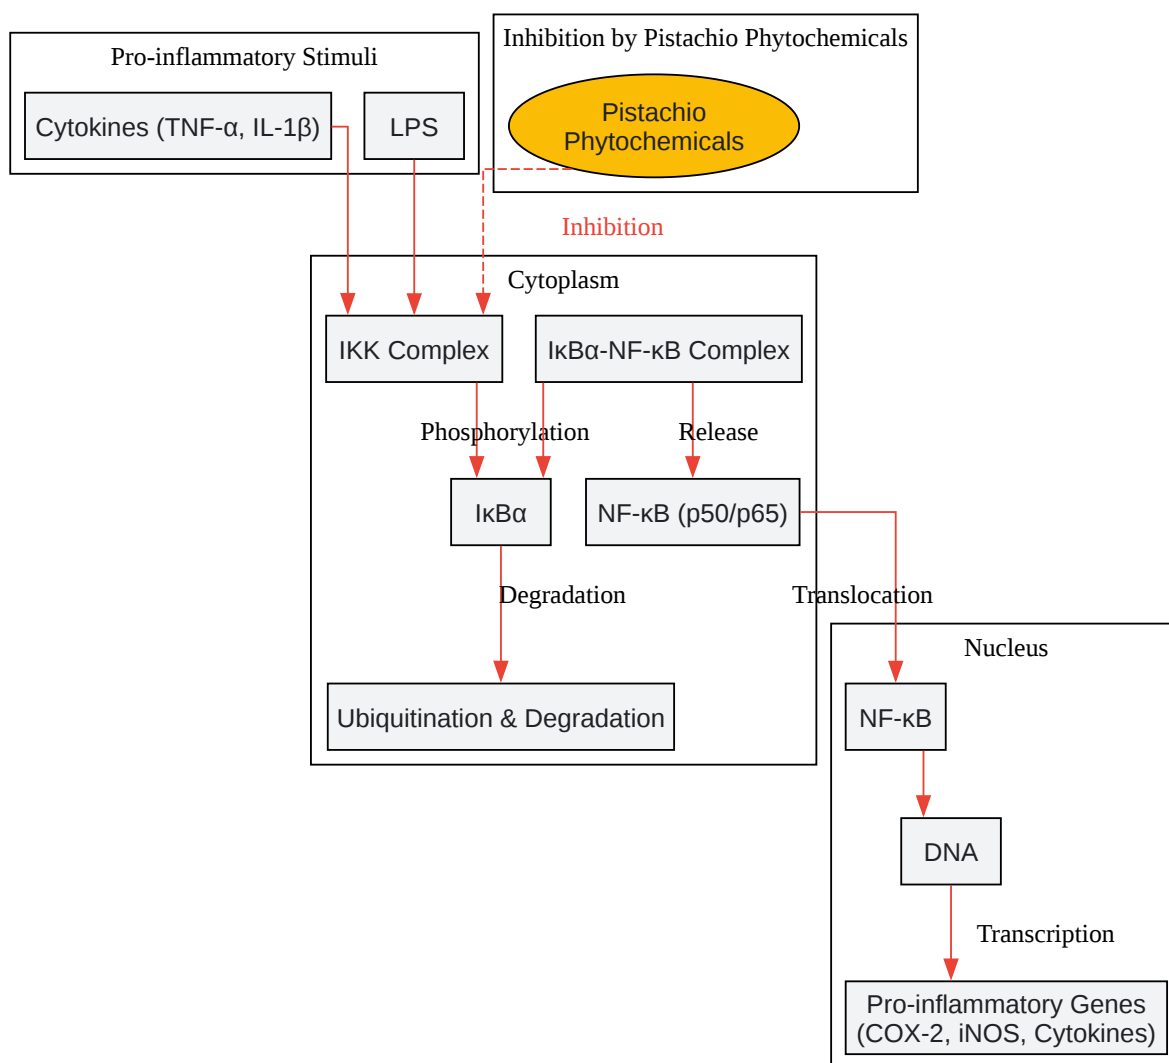 Pro-inflammatory Stimuli
Cytokines (TNF-α, IL-1β)
LPS
Inhibition by Pistachio Phytochemicals
Pistachio
Phytochemicals
Inhibition
Cytoplasm
IKK Complex
IκBα-NF-κB Complex
Phosphorylation
Release
IκBα
NF-κB (p50/p65)
Degradation
Translocation
Ubiquitination & Degradation
Nucleus
NF-κB
DNA
Transcription
Pro-inflammatory Genes
(COX-2, iNOS, Cytokines)